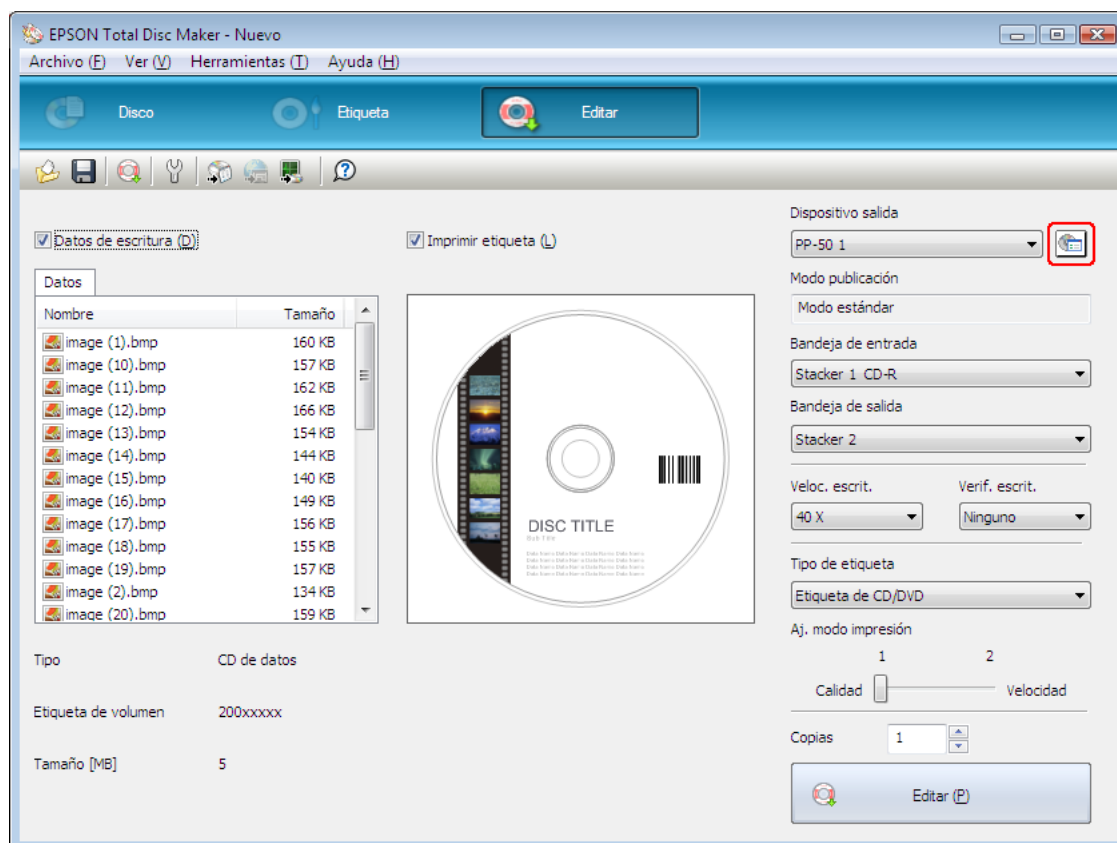 EPSON Total Disc Maker - Nuevo
Archivo (F) Ver (V) Herramientas (T) Ayuda (H)
Disco Etiqueta Editar
Datos de escritura (D)
Imprimir etiqueta (L)
Datos
Nombre Tamaño
image (1).bmp 160 KB
image (10).bmp 157 KB
image (11).bmp 162 KB
image (12).bmp 166 KB
image (13).bmp 154 KB
image (14).bmp 144 KB
image (15).bmp 140 KB
image (16).bmp 149 KB
image (17).bmp 156 KB
image (18).bmp 155 KB
image (19).bmp 157 KB
image (2).bmp 134 KB
image (20).bmp 159 KB
DISC TITLE
Sub Title
Tipo CD de datos
Etiqueta de volumen 200xxxxx
Tamaño [MB] 5
Dispositivo salida
PP-50 1
Modo publicación
Modo estándar
Bandeja de entrada
Stacker 1 CD-R
Bandeja de salida
Stacker 2
Veloc. escrit. Verif. escrit.
40 X Ninguno
Tipo de etiqueta
Etiqueta de CD/DVD
Aj. modo impresión
1 2
Calidad Velocidad
Copias 1
Editar (P)